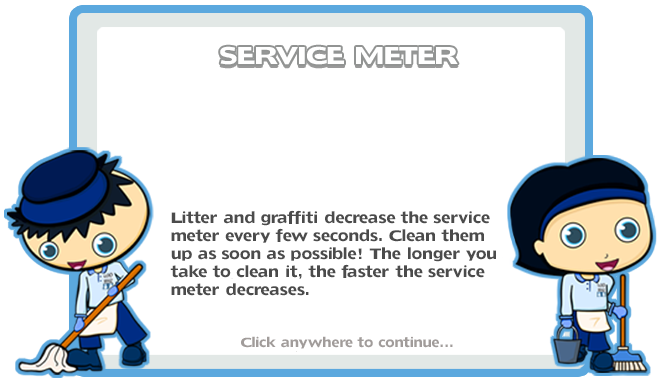 SERVICE METER
Litter and graffiti decrease the service
meter every few seconds. Clean them
up as soon as possible! The longer you
take to clean it, the faster the service
meter decreases.
Click anywhere to continue...